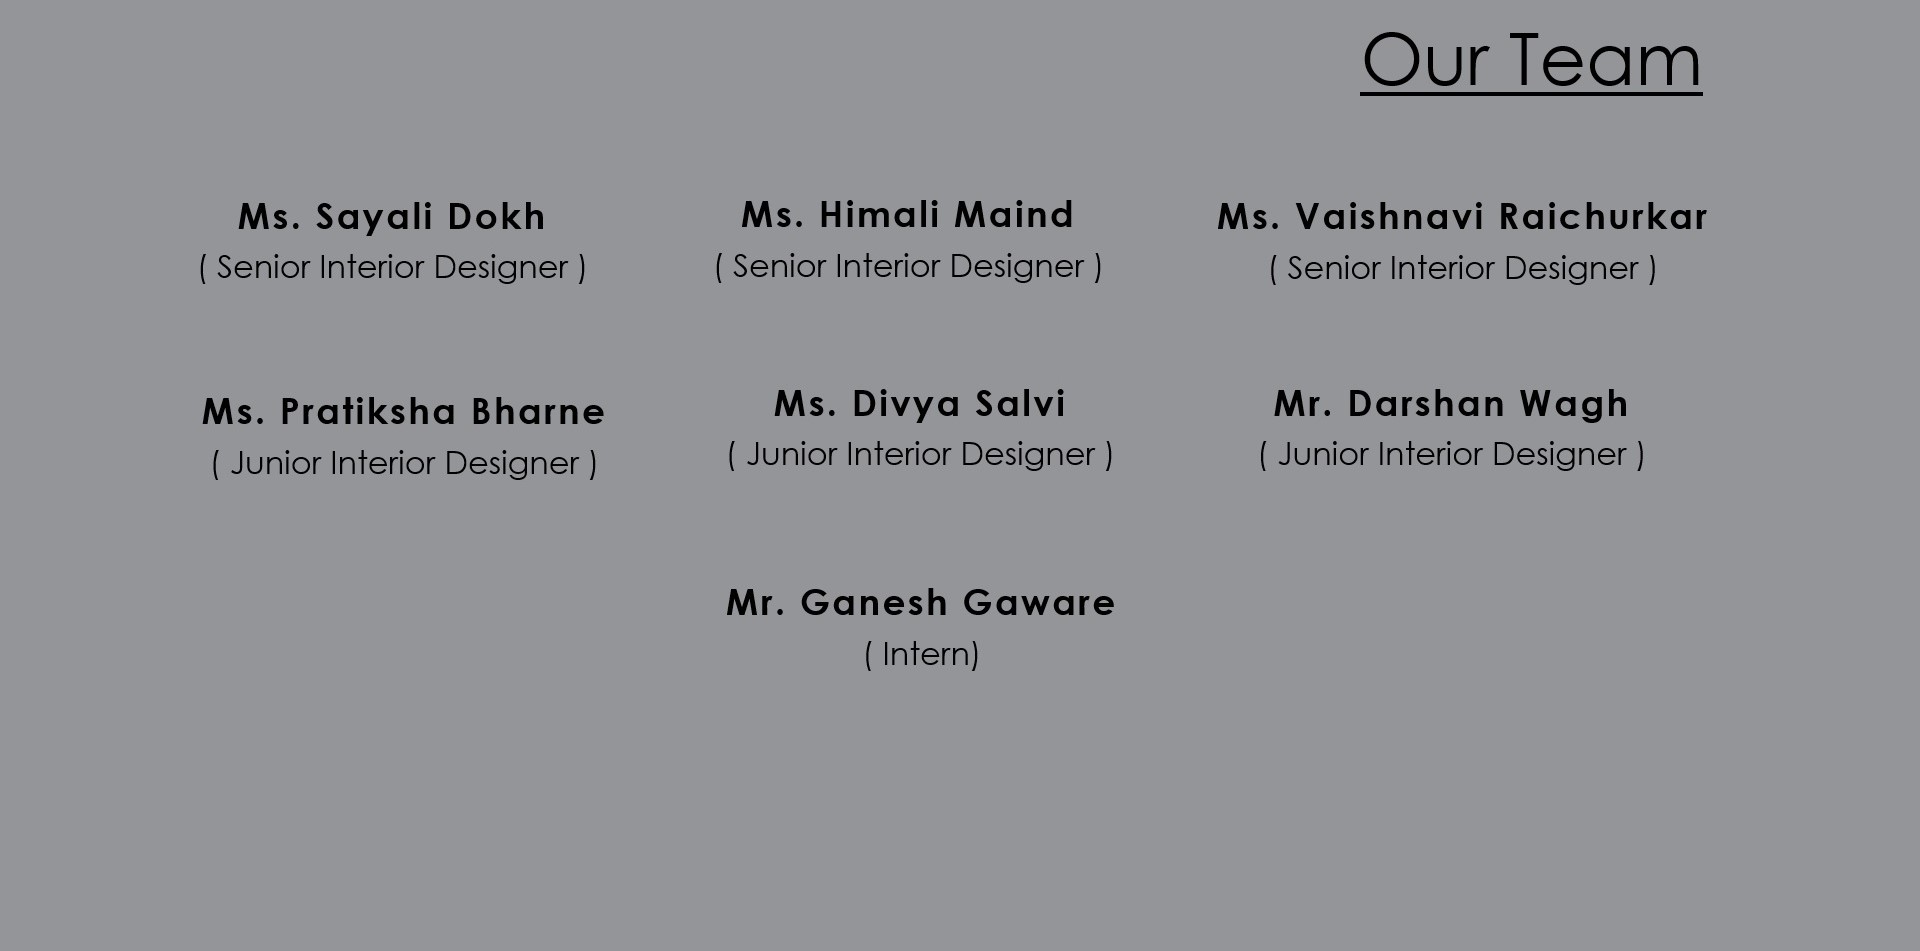 Our Team
Ms. Sayali Dokh
( Senior Interior Designer )
Ms. Himali Maind
( Senior Interior Designer )
Ms. Vaishnavi Raichurkar
( Senior Interior Designer )
Ms. Pratiksha Bharne
( Junior Interior Designer )
Ms. Divya Salvi
( Junior Interior Designer )
Mr. Darshan Wagh
( Junior Interior Designer )
Mr. Ganesh Gaware
( Intern)